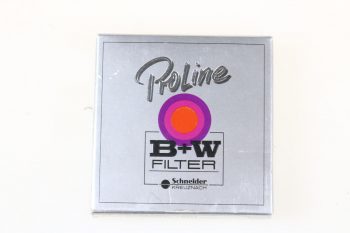 ProLine
B+W
FILTER
Schneider
KREUZNACH